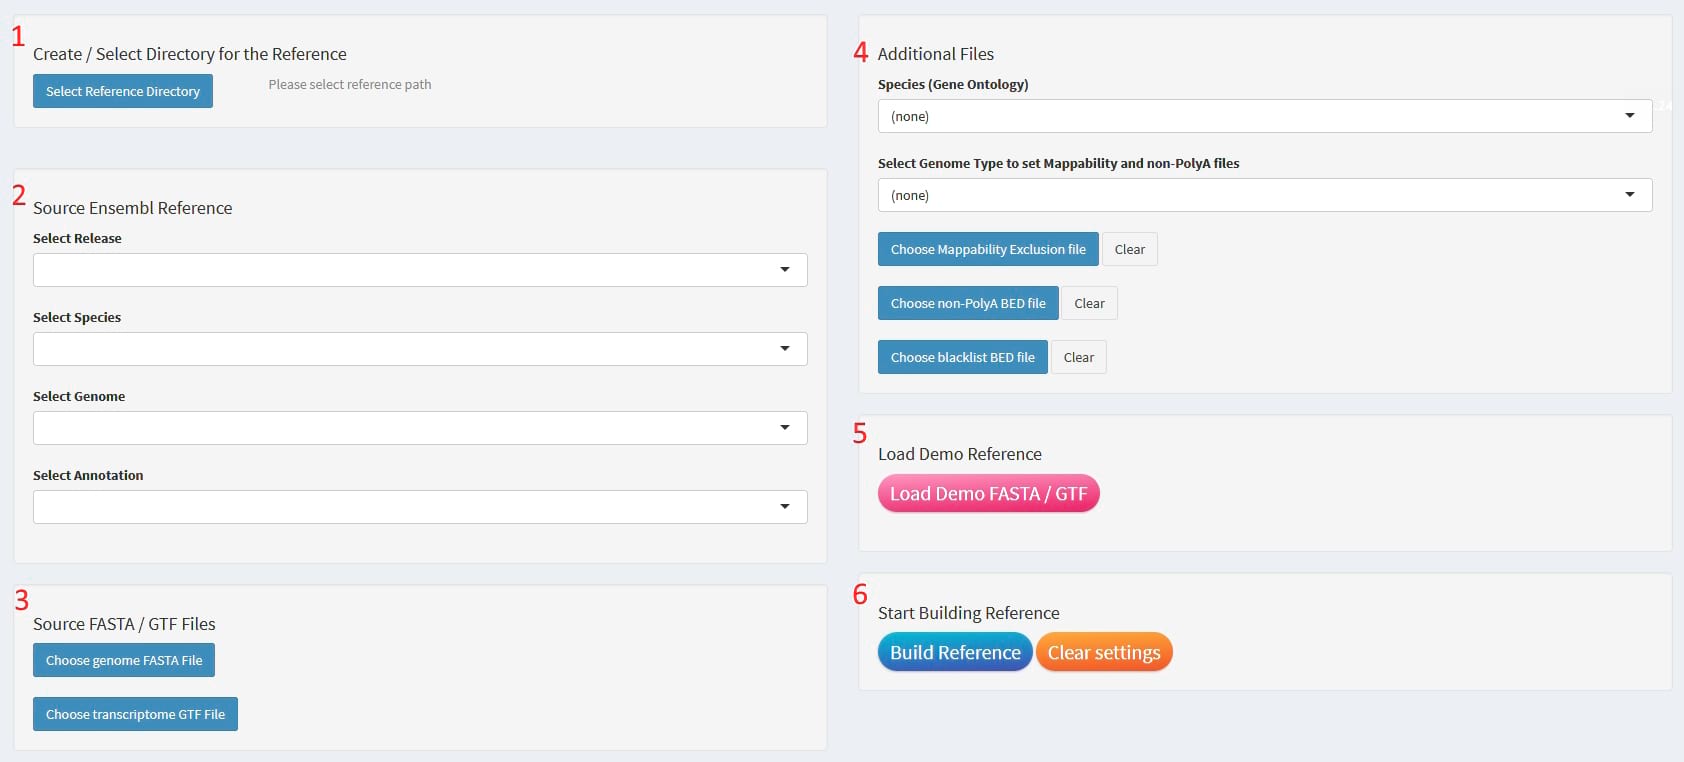 1
Create / Select Directory for the Reference
Select Reference Directory
Please select reference path
2
Source Ensembl Reference
Select Release
Select Species
Select Genome
Select Annotation
3
Source FASTA / GTF Files
Choose genome FASTA File
Choose transcriptome GTF File
4
Additional Files
Species (Gene Ontology)
(none)
Select Genome Type to set Mappability and non-PolyA files
(none)
Choose Mappability Exclusion file Clear
Choose non-PolyA BED file Clear
Choose blacklist BED file Clear
5
Load Demo Reference
Load Demo FASTA / GTF
6
Start Building Reference
Build Reference Clear settings